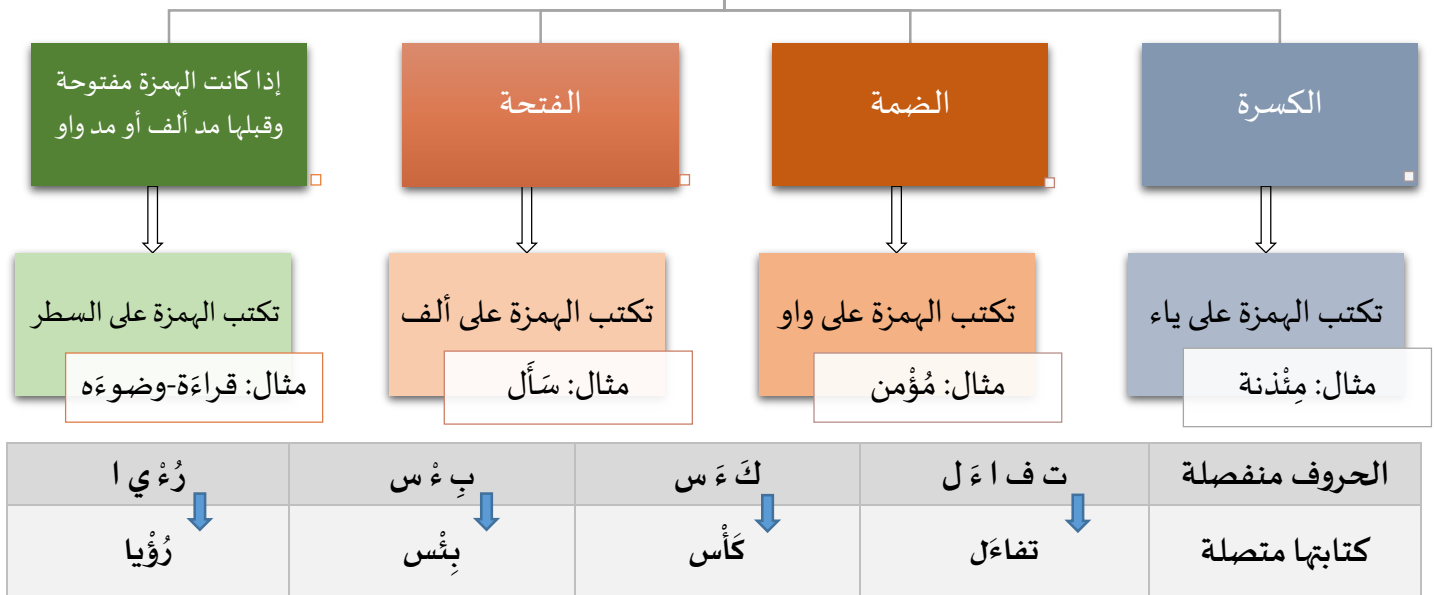 الكسرة
الضمة
الفتحة
إذا كانت الهمزة مفتوحة
وقبلها مد ألف أو مد واو
تكتب الهمزة على ياء
تكتب الهمزة على واو
تكتب الهمزة على ألف
تكتب الهمزة على السطر
مثال: مِئْذنة
مثال: مُؤْمن
مثال: سَأَل
مثال: قراءَة-وضوءَه
الحروف منفصلة
ت ف ا ءَ ل
كَ ءَ س
بِ ءْ س
رُءْ ي ا
كتابتها متصلة
تفاءَل
كَأْس
بِئْس
رُؤْيا